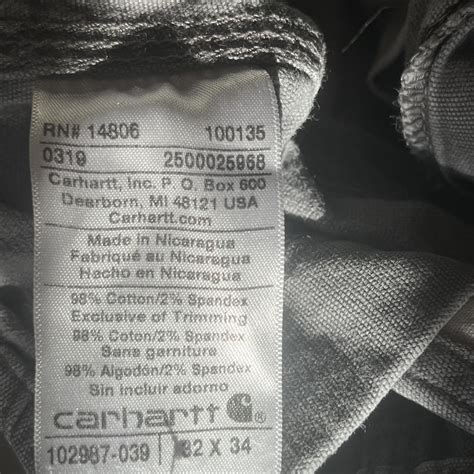 RN# 14806 100135
0319 2500025968
Carhartt, Inc. P. O. Box 600
Dearborn, MI 48121 USA
Carhartt.com
Made in Nicaragua
Fabriqué au Nicaragua
Hecho en Nicaragua
98% Cotton/2% Spandex
Exclusive of Trimming
98% Coton/2% Spandex
Sans garniture
98% Algodón/2% Spandex
Sin incluir adorno
carhartt ®
102987-039 32 X 34